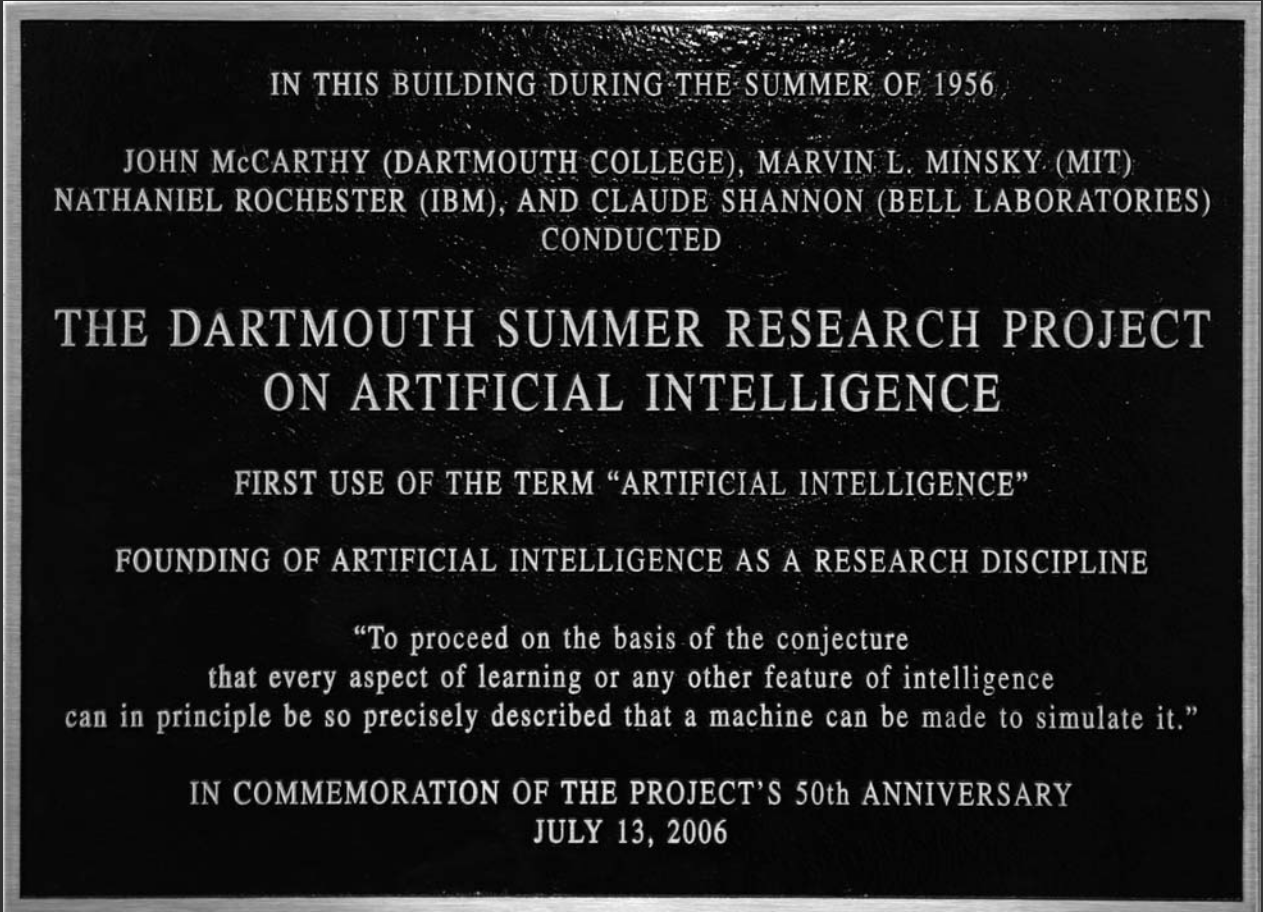 IN THIS BUILDING DURING THE SUMMER OF 1956
JOHN McCARTHY (DARTMOUTH COLLEGE), MARVIN L. MINSKY (MIT)
NATHANIEL ROCHESTER (IBM), AND CLAUDE SHANNON (BELL LABORATORIES)
CONDUCTED
THE DARTMOUTH SUMMER RESEARCH PROJECT
ON ARTIFICIAL INTELLIGENCE
FIRST USE OF THE TERM “ARTIFICIAL INTELLIGENCE”
FOUNDING OF ARTIFICIAL INTELLIGENCE AS A RESEARCH DISCIPLINE
“To proceed on the basis of the conjecture
that every aspect of learning or any other feature of intelligence
can in principle be so precisely described that a machine can be made to simulate it.”
IN COMMEMORATION OF THE PROJECT’S 50th ANNIVERSARY
JULY 13, 2006